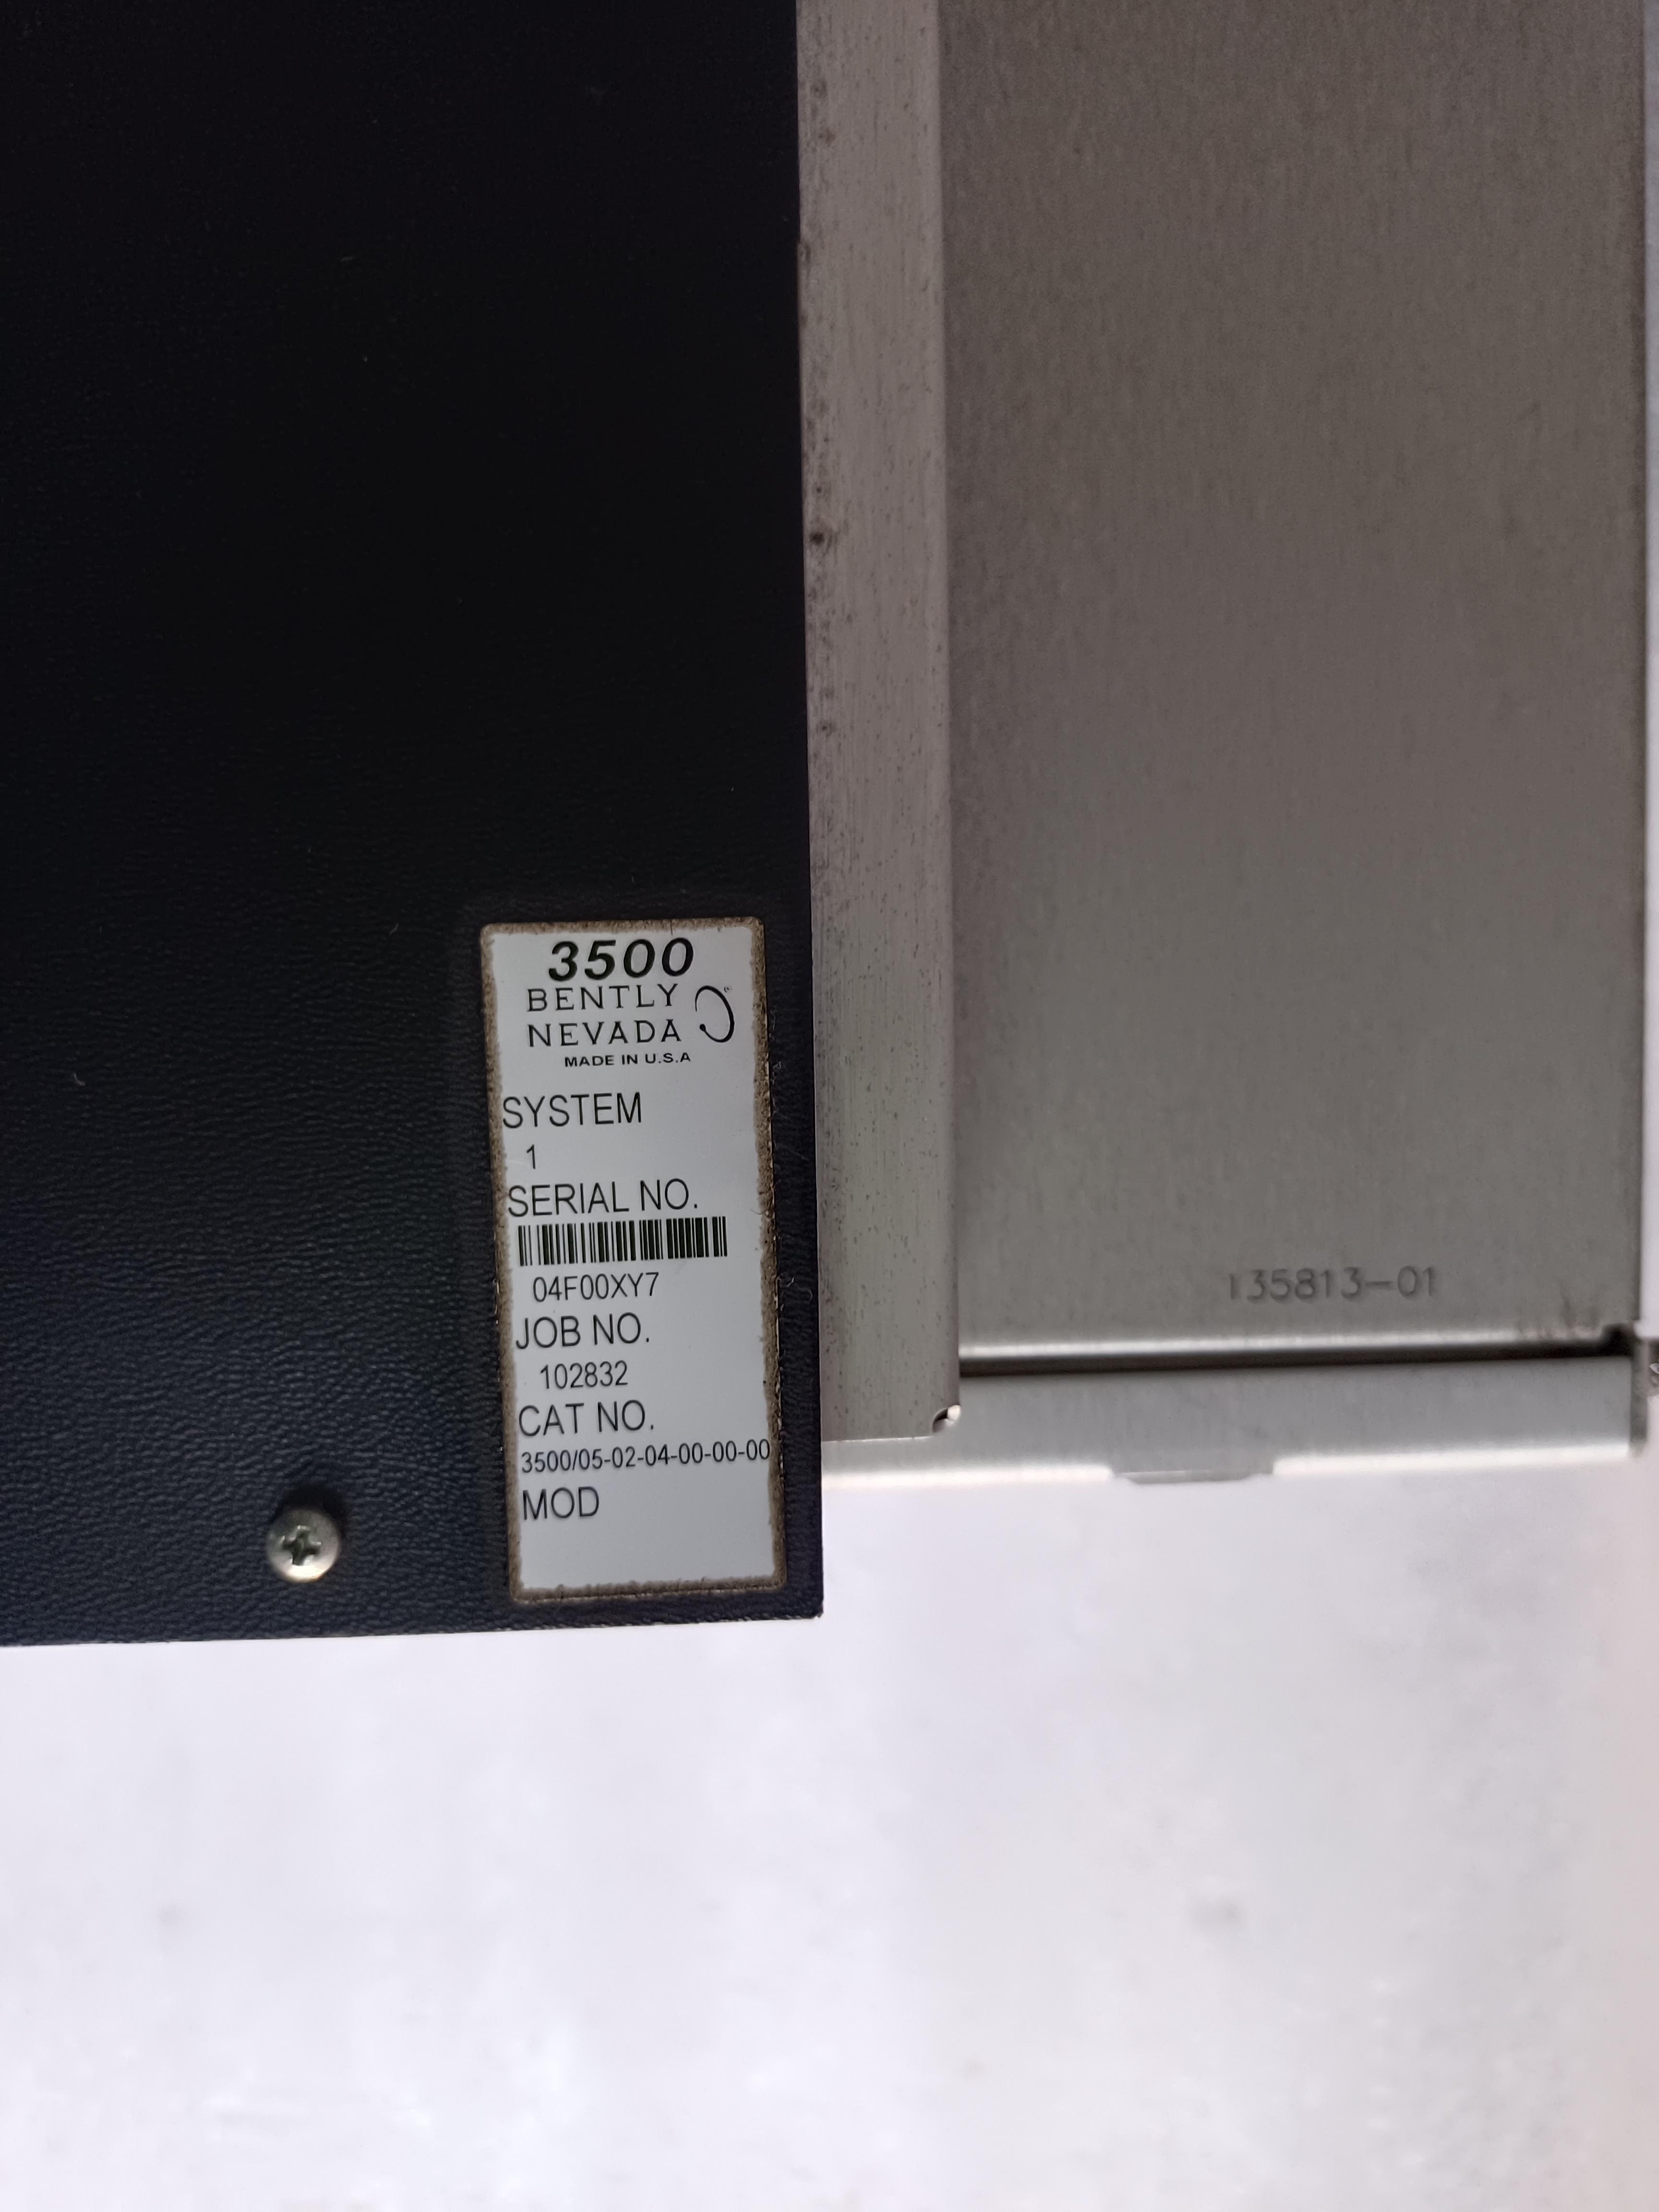 3500
BENTLY
NEVADA
MADE IN U.S.A
SYSTEM
1
SERIAL NO.
04F00XY7
JOB NO.
102832
CAT NO.
3500/05-02-04-00-00-00
MOD
135813-01